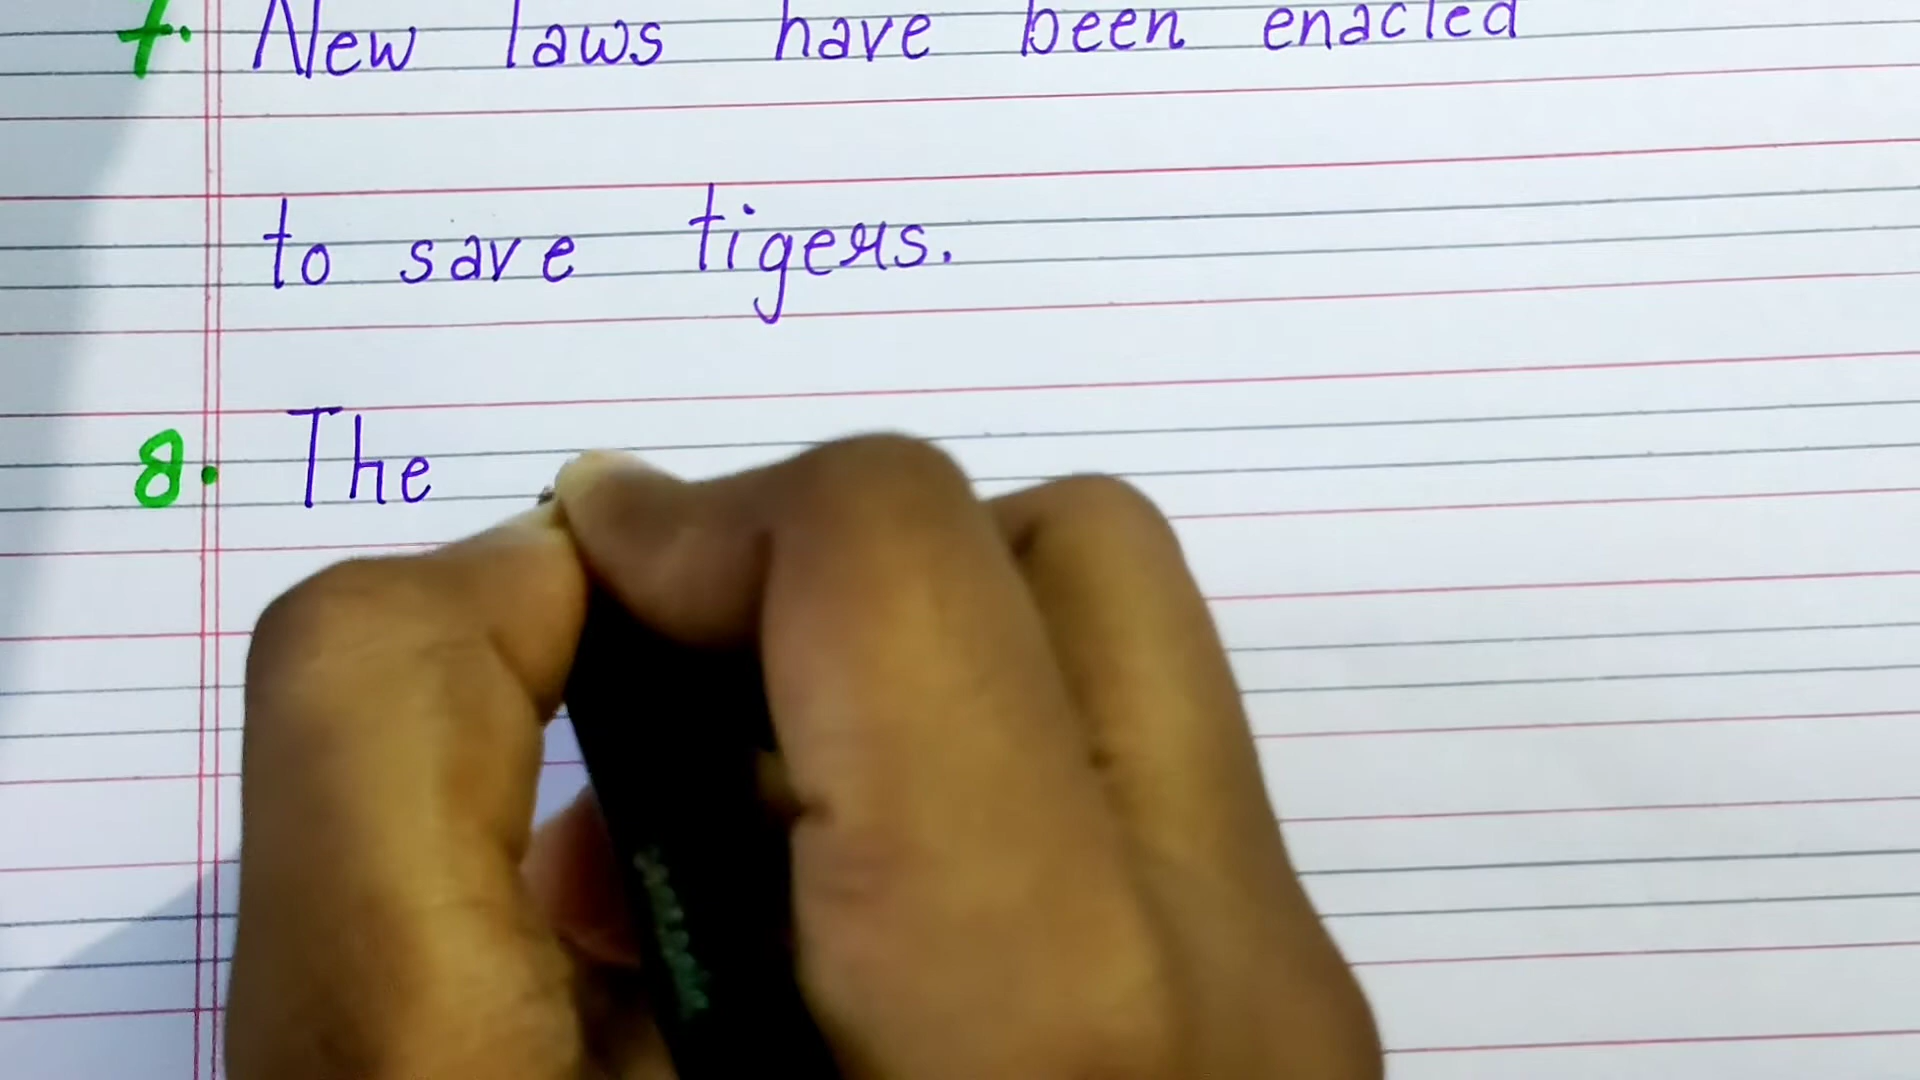 7. New laws have been enacted
to save tigers.
8. The